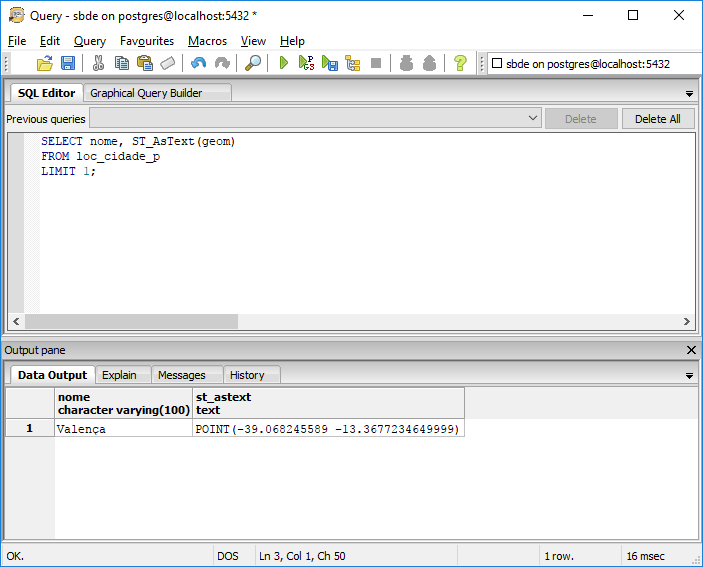 Query - sbde on postgres@localhost:5432 *
File Edit Query Favourites Macros View Help
sbde on postgres@localhost:5432
SQL Editor Graphical Query Builder
Previous queries Delete Delete All
SELECT nome, ST_AsText(geom)
FROM loc_cidade_p
LIMIT 1;
Output pane
Data Output Explain Messages History
nome st_astext
character varying(100) text
1 Valença POINT(-39.068245589 -13.3677234649999)
OK. DOS Ln 3, Col 1, Ch 50 1 row. 16 msec